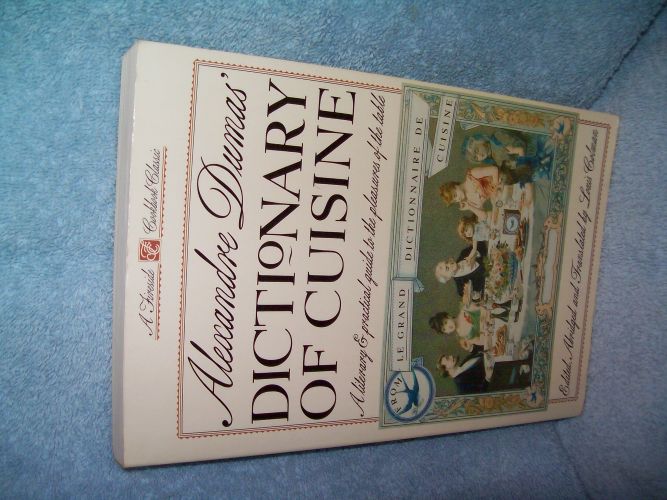 A Fireside Cookbook Classic
Alexandre Dumas'
DICTIONARY
OF CUISINE
A literary & practical guide to the pleasures of the table
FROM LE GRAND DICTIONNAIRE DE CUISINE
Edited, Abridged and Translated by Louis Colman